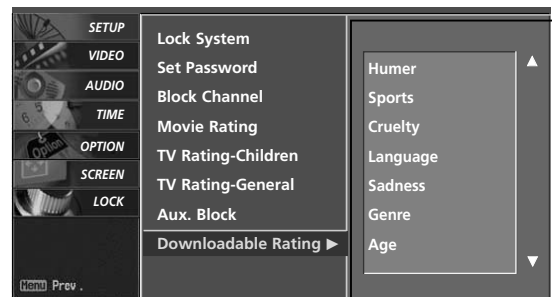 SETUP
VIDEO
AUDIO
TIME
OPTION
SCREEN
LOCK
Menu Prev.
Lock System
Set Password
Block Channel
Movie Rating
TV Rating-Children
TV Rating-General
Aux. Block
Downloadable Rating ►
Humer
Sports
Cruelty
Language
Sadness
Genre
Age